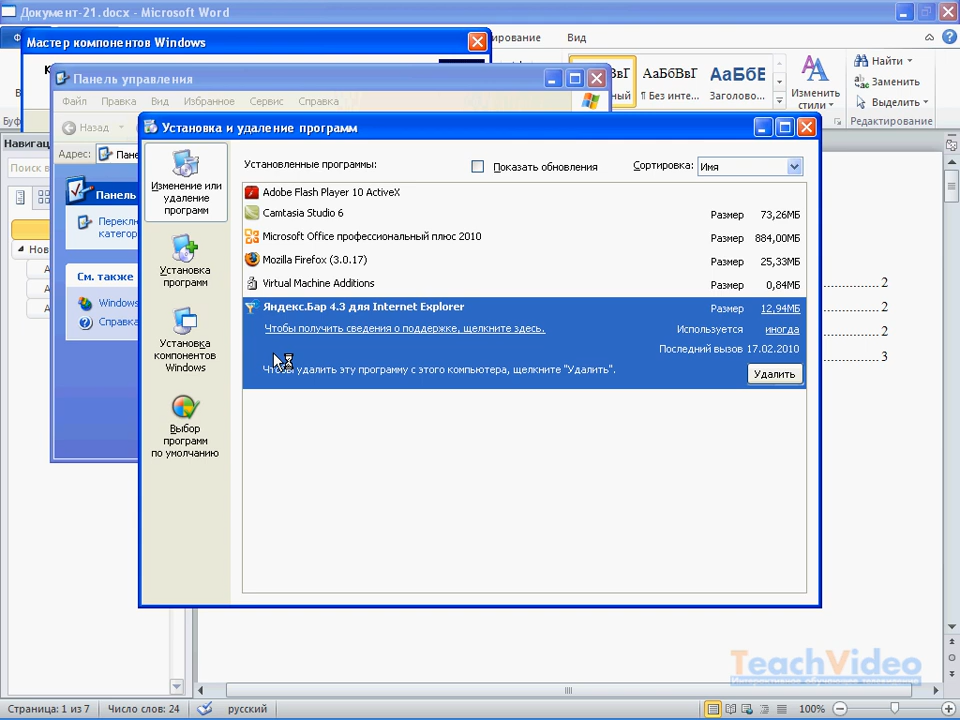 Документ-21.docx - Microsoft Word
Мастер компонентов Windows
Вид
Найти
Заменить
Выделить
Редактирование
АаБбВвГ
АаБбЕ
¶ Без инте...
Заголово...
Изменить
стили
Панель управления
Файл Правка Вид Избранное Сервис Справка
Назад
Адрес:
Установка и удаление программ
Изменение или
удаление
программ
Установка
программ
Установка
компонентов
Windows
Выбор
программ
по умолчанию
Установленные программы:
Показать обновления
Сортировка: Имя
Adobe Flash Player 10 ActiveX
Camtasia Studio 6 Размер 73,26МБ
Microsoft Office профессиональный плюс 2010 Размер 884,00МБ
Mozilla Firefox (3.0.17) Размер 25,33МБ
Virtual Machine Additions Размер 0,84МБ
Яндекс.Бар 4.3 для Internet Explorer Размер 12,94МБ
Чтобы получить сведения о поддержке, щелкните здесь. Используется иногда
Последний вызов 17.02.2010
Чтобы удалить эту программу с этого компьютера, щелкните "Удалить".
Удалить
См. также
Windows
Справка
2
2
2
3
TeachVideo
Страница: 1 из 7 Число слов: 24 русский 100%